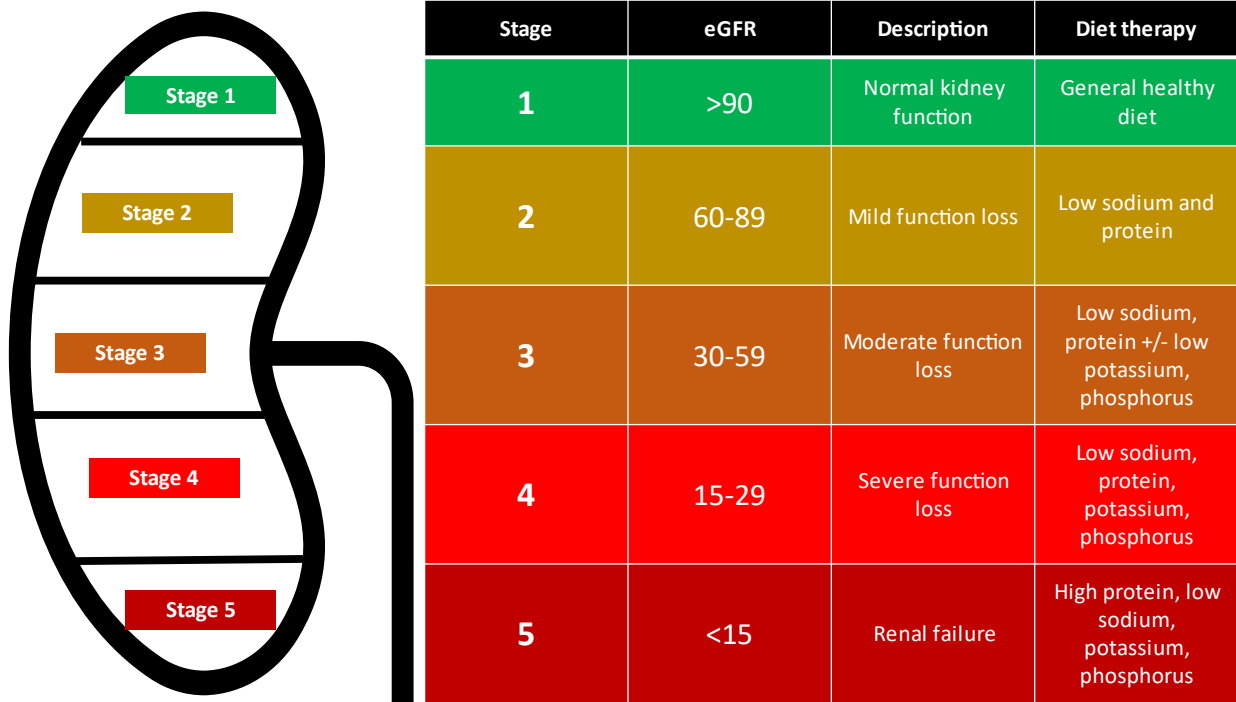 Stage 1
Stage 2
Stage 3
Stage 4
Stage 5
Stage eGFR Description Diet therapy
1 >90 Normal kidney
function
General healthy
diet
2 60-89 Mild function loss Low sodium and
protein
3 30-59 Moderate function
loss
Low sodium,
protein +/- low
potassium,
phosphorus
4 15-29 Severe function
loss
Low sodium,
protein,
potassium,
phosphorus
5 <15 Renal failure High protein, low
sodium,
potassium,
phosphorus